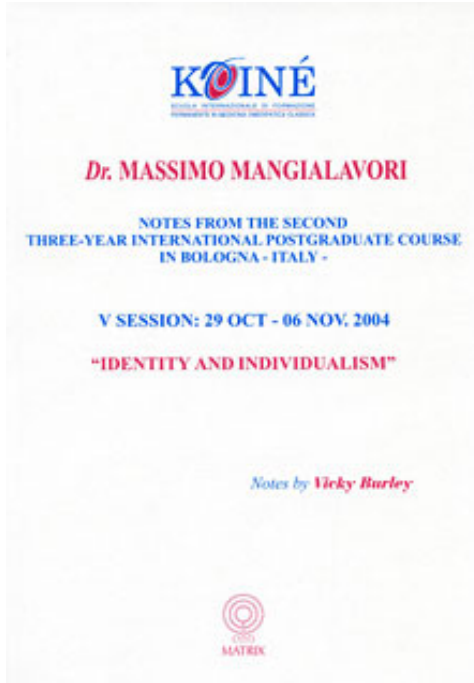 KOINÉ
SCUOLA INTERNAZIONALE DI FORMAZIONE
PERMANENTE IN MEDICINA OMEOPATICA CLASSICA
Dr. MASSIMO MANGIALAVORI
NOTES FROM THE SECOND
THREE-YEAR INTERNATIONAL POSTGRADUATE COURSE
IN BOLOGNA - ITALY -
V SESSION: 29 OCT - 06 NOV. 2004
“IDENTITY AND INDIVIDUALISM”
Notes by Vicky Burley
MATRIX